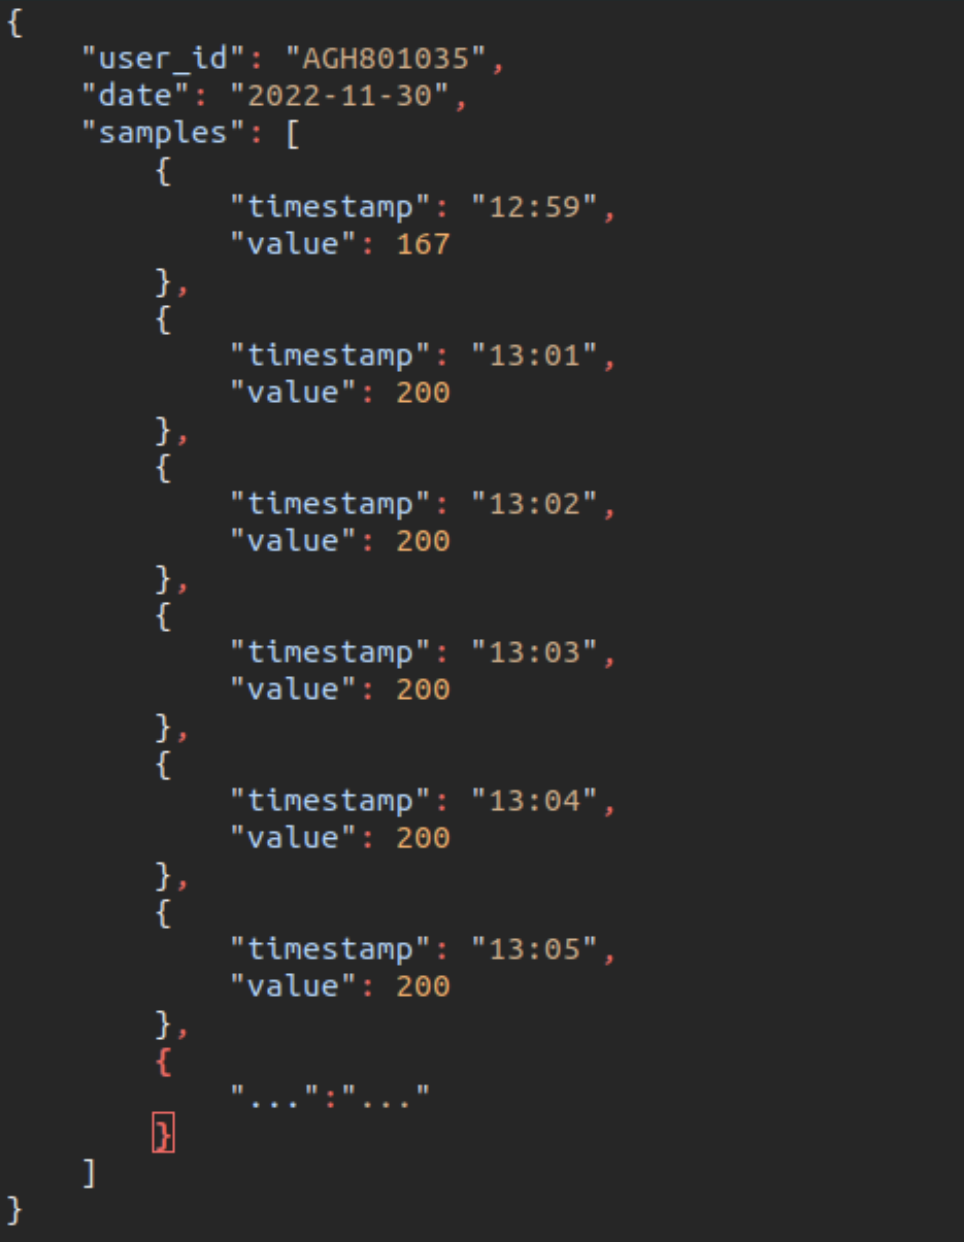 {
"user_id": "AGH801035",
"date": "2022-11-30",
"samples": [
{
"timestamp": "12:59",
"value": 167
},
{
"timestamp": "13:01",
"value": 200
},
{
"timestamp": "13:02",
"value": 200
},
{
"timestamp": "13:03",
"value": 200
},
{
"timestamp": "13:04",
"value": 200
},
{
"timestamp": "13:05",
"value": 200
},
{
"...":"..."
}
]
}